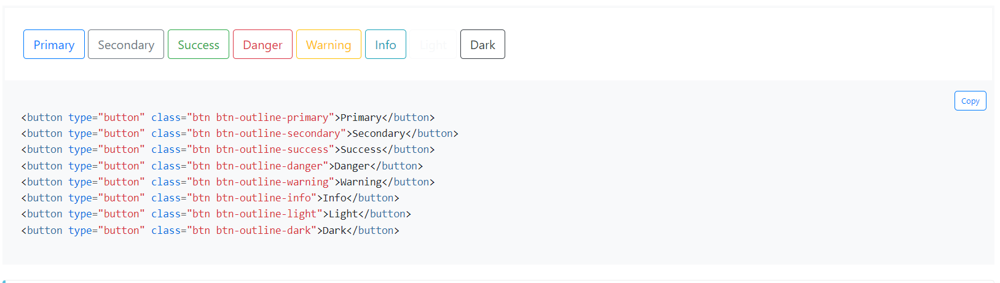 Primary Secondary Success Danger Warning Info Light Dark
Copy
<button type="button" class="btn btn-outline-primary">Primary</button>
<button type="button" class="btn btn-outline-secondary">Secondary</button>
<button type="button" class="btn btn-outline-success">Success</button>
<button type="button" class="btn btn-outline-danger">Danger</button>
<button type="button" class="btn btn-outline-warning">Warning</button>
<button type="button" class="btn btn-outline-info">Info</button>
<button type="button" class="btn btn-outline-light">Light</button>
<button type="button" class="btn btn-outline-dark">Dark</button>